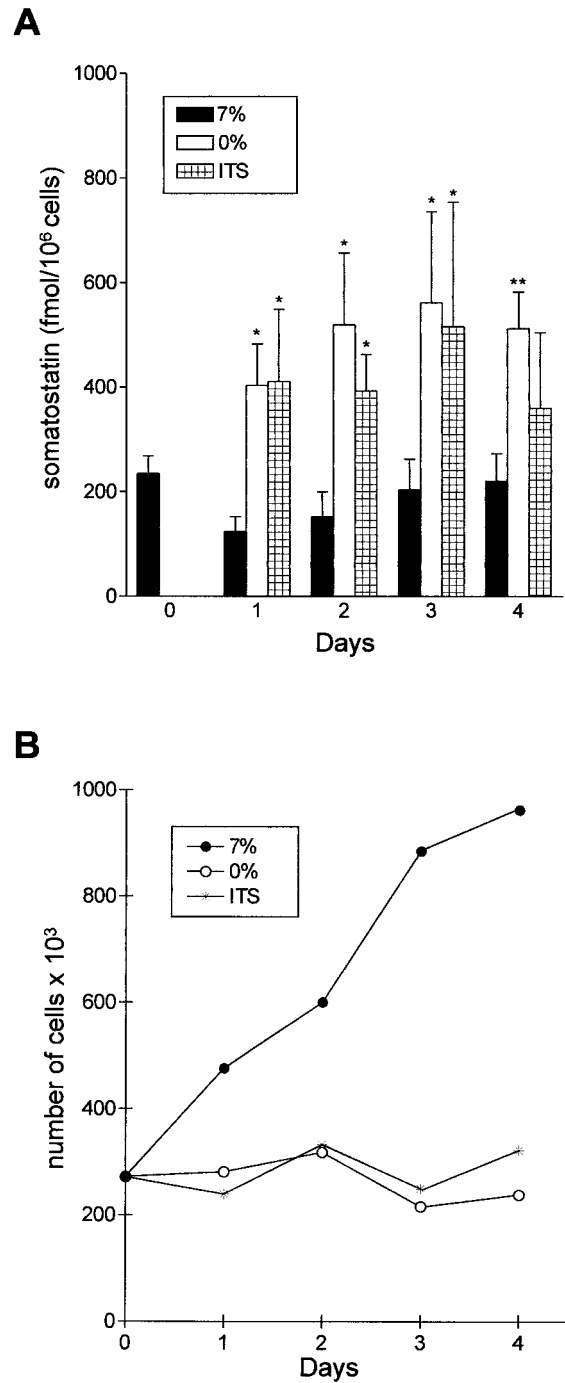 A
1000
800
600
400
200
0
somatostatin (fmol/10⁶ cells)
7%
0%
ITS
* * * * * * **
0 1 2 3 4
Days
B
1000
800
600
400
200
0
number of cells x 10³
7%
0%
ITS
0 1 2 3 4
Days